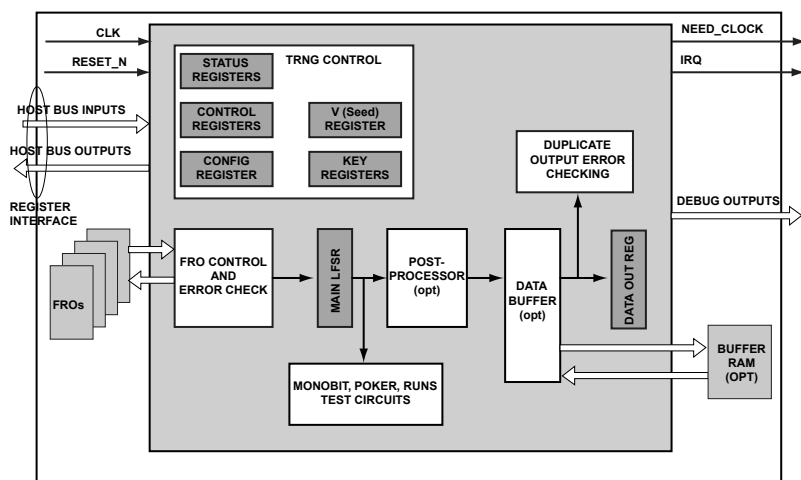 CLK
RESET_N
HOST BUS INPUTS
HOST BUS OUTPUTS
REGISTER
INTERFACE
TRNG CONTROL
STATUS
REGISTERS
CONTROL
REGISTERS
V (Seed)
REGISTER
CONFIG
REGISTER
KEY
REGISTERS
NEED_CLOCK
IRQ
DUPLICATE
OUTPUT ERROR
CHECKING
DEBUG OUTPUTS
FROs
FRO CONTROL
AND
ERROR CHECK
MAIN LFSR
POST-
PROCESSOR
(opt)
DATA
BUFFER
(opt)
DATA OUT REG
MONOBIT, POKER, RUNS
TEST CIRCUITS
BUFFER
RAM
(OPT)